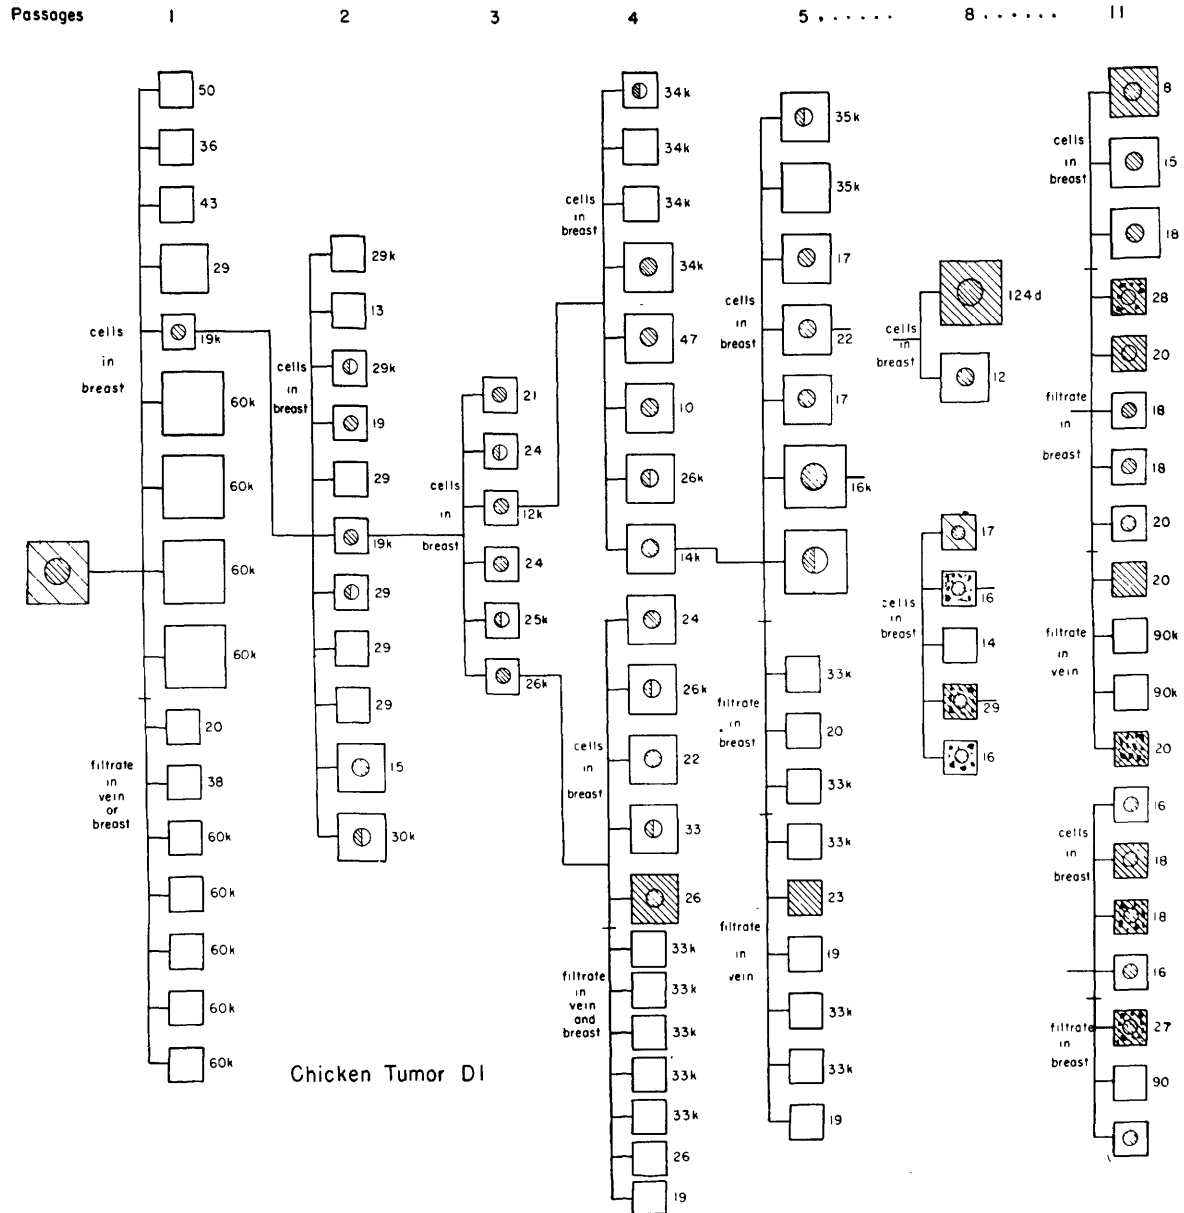 Passages 1 2 3 4 5 . . . . . . 8 . . . . . . 11
50
36
43
29
cells
in
breast
19k
60k
60k
60k
60k
filtrate
in
vein
or
breast
20
38
60k
60k
60k
60k
60k
cells
in
breast
29k
13
29k
19
29
19k
29
29
29
15
30k
cells
in
breast
21
24
12k
24
25k
26k
cells
in
breast
34k
34k
34k
34k
47
10
26k
14k
cells
in
breast
24
26k
22
33
26
filtrate
in
vein
and
breast
33k
33k
33k
33k
33k
26
19
cells
in
breast
35k
35k
17
22
17
16k
filtrate
in
breast
33k
20
33k
filtrate
in
vein
33k
23
19
33k
33k
19
cells
in
breast
124d
12
cells
in
breast
17
16
14
29
16
cells
in
breast
8
15
18
filtrate
in
breast
28
20
18
18
20
filtrate
in
vein
20
90k
90k
20
cells
in
breast
16
18
18
16
filtrate
in
breast
27
90
Chicken Tumor D1